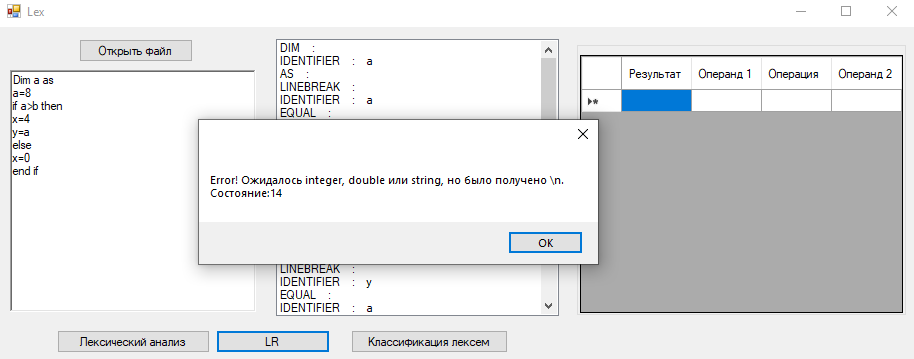 Lex
Открыть файл
Dim a as
a=8
if a>b then
x=4
y=a
else
x=0
end if
DIM :
IDENTIFIER : a
AS :
LINEBREAK :
IDENTIFIER : a
EQUAL :
Error! Ожидалось integer, double или string, но было получено \n.
Состояние:14
OK
LINEBREAK :
IDENTIFIER : y
EQUAL :
IDENTIFIER : a
Результат Операнд 1 Операция Операнд 2
Лексический анализ
LR
Классификация лексем